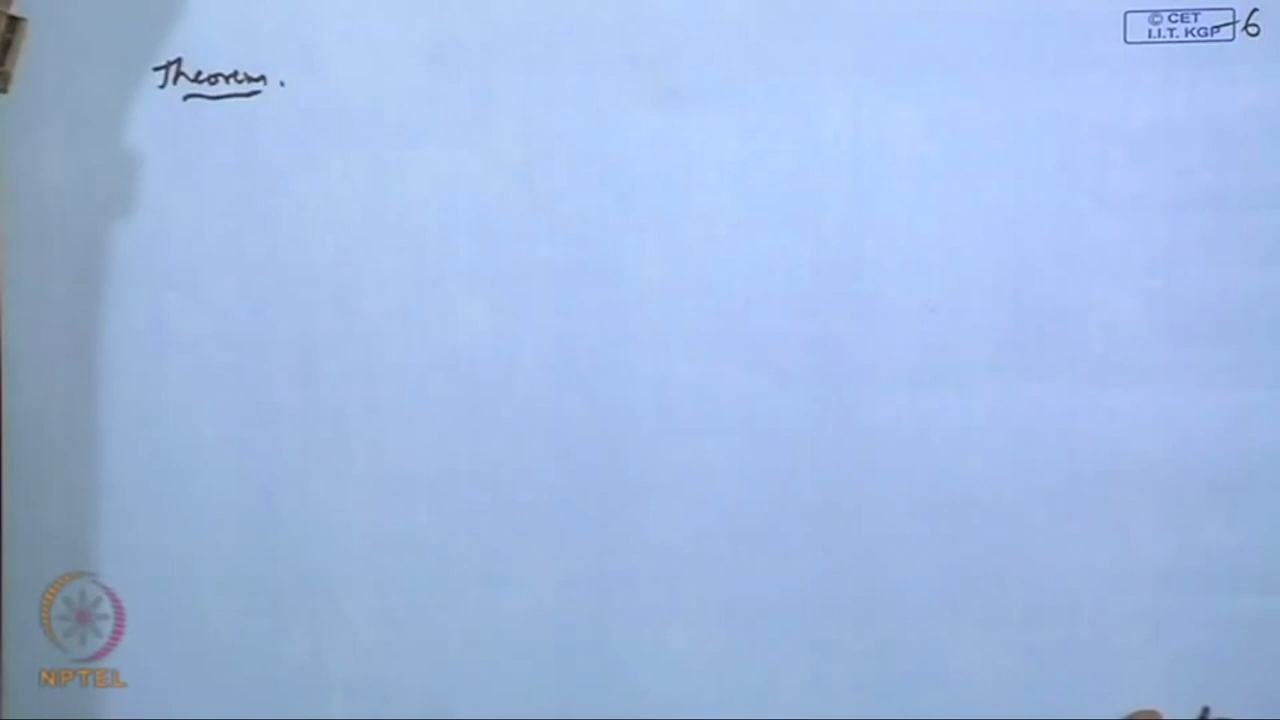 © CET
I.I.T. KGP
-6
Theorem.
NPTEL